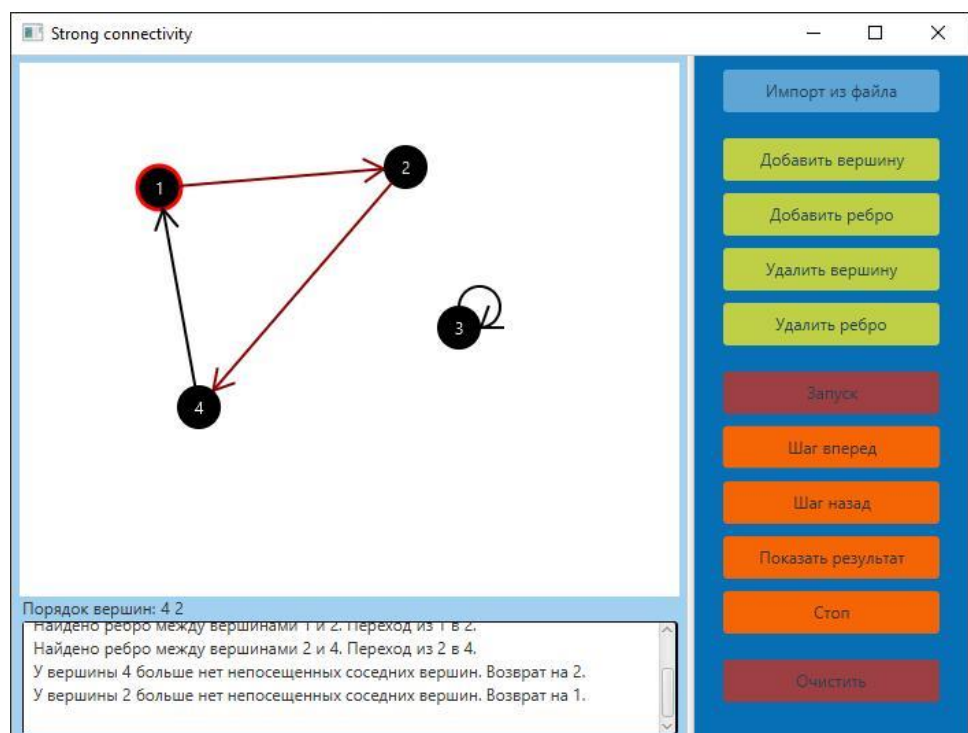 Strong connectivity
1
2
3
4
Импорт из файла
Добавить вершину
Добавить ребро
Удалить вершину
Удалить ребро
Запуск
Шаг вперед
Шаг назад
Показать результат
Стоп
Очистить
Порядок вершин: 4 2
Найдено ребро между вершинами 1 и 2. Переход из 1 в 2.
Найдено ребро между вершинами 2 и 4. Переход из 2 в 4.
У вершины 4 больше нет непосещенных соседних вершин. Возврат на 2.
У вершины 2 больше нет непосещенных соседних вершин. Возврат на 1.